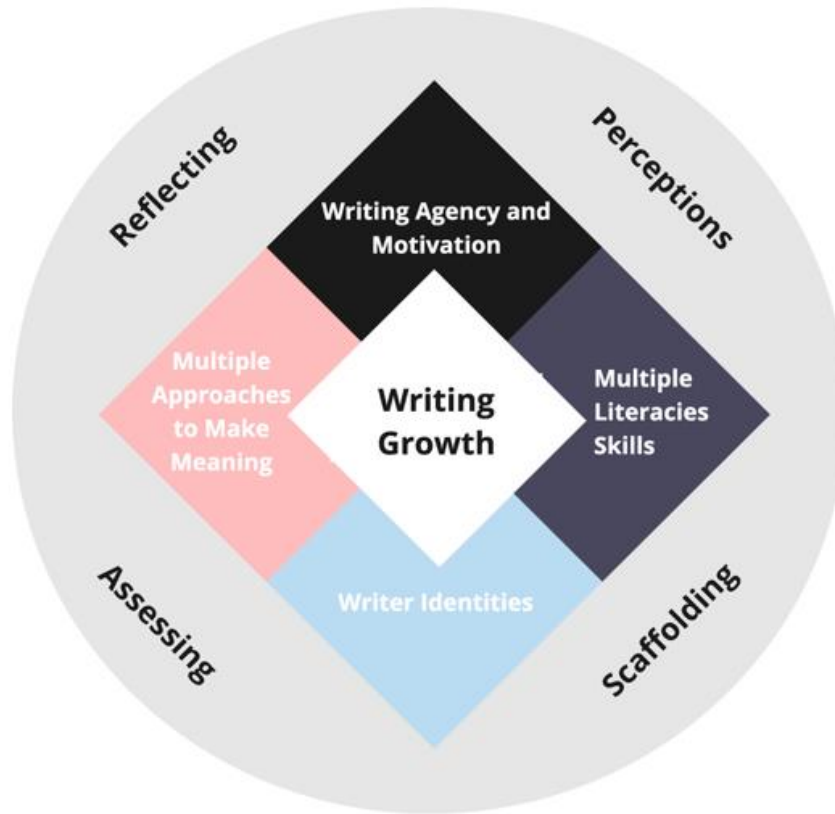 Reflecting
Perceptions
Writing Agency and
Motivation
Multiple
Approaches
to Make
Meaning
Writing
Growth
Multiple
Literacies
Skills
Writer Identities
Assessing
Scaffolding